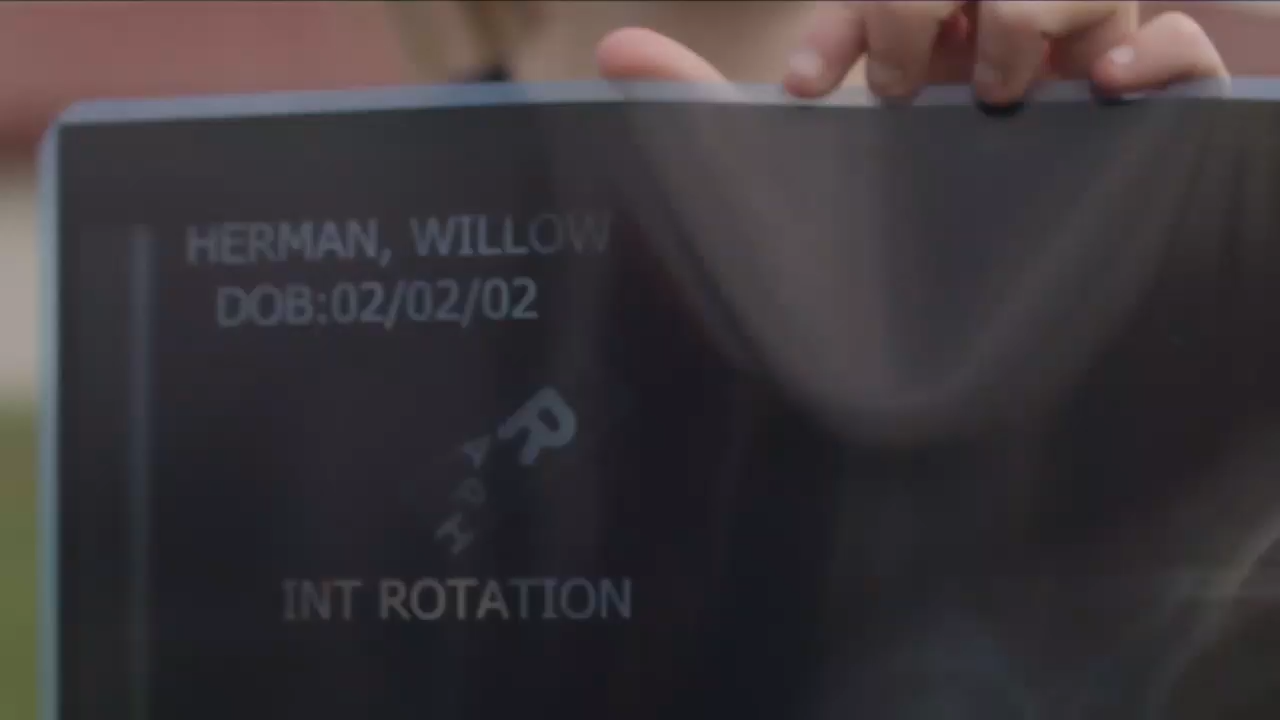 HERMAN, WILLOW
DOB:02/02/02
R
A
R
H
INT ROTATION